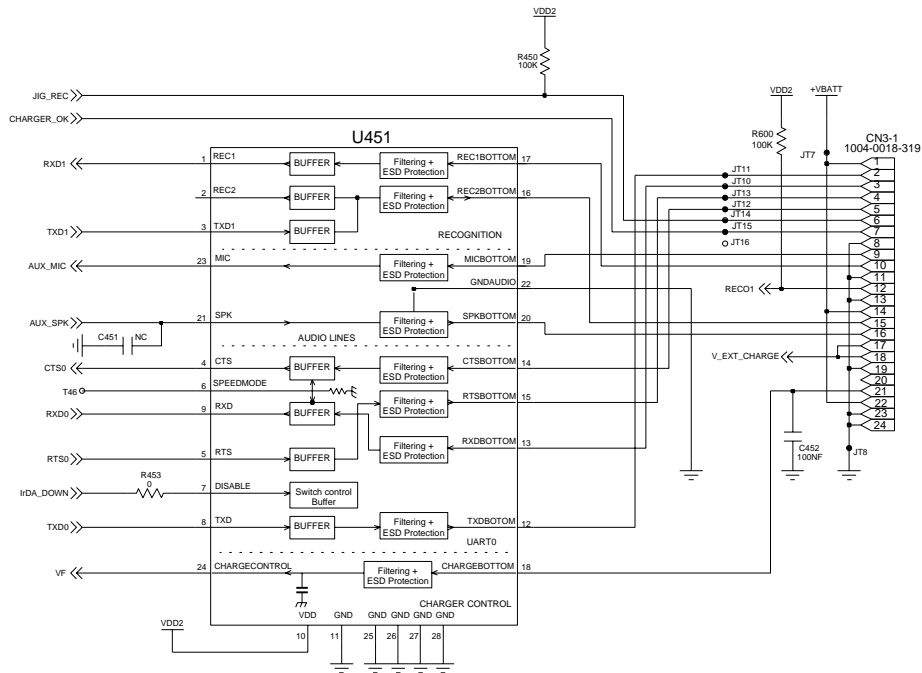 VDD2
R450
100K
JIG_REC
CHARGER_OK
VDD2
+VBATT
R600
100K
JT7
CN3-1
1004-0018-319
U451
RXD1
1
REC1
BUFFER
Filtering +
ESD Protection
REC1BOTTOM
17
2
REC2
BUFFER
Filtering +
ESD Protection
REC2BOTTOM
16
TXD1
3
TXD1
BUFFER
RECOGNITION
AUX_MIC
23
MIC
Filtering +
ESD Protection
MICBOTTOM
19
GNDAUDIO
22
AUX_SPK
21
SPK
Filtering +
ESD Protection
SPKBOTTOM
20
C451
NC
AUDIO LINES
CTS0
4
CTS
BUFFER
Filtering +
ESD Protection
CTSBOTTOM
14
T46
6
SPEEDMODE
RXD0
9
RXD
BUFFER
Filtering +
ESD Protection
RTSBOTTOM
15
RTS0
5
RTS
BUFFER
Filtering +
ESD Protection
RXDBOTTOM
13
IrDA_DOWN
R453
0
7
DISABLE
Switch control
Buffer
TXD0
8
TXD
BUFFER
Filtering +
ESD Protection
TXDBOTOM
12
UART0
VF
24
CHARGECONTROL
Filtering +
ESD Protection
CHARGEBOTTOM
18
CHARGER CONTROL
VDD
GND
GND
GND
GND
GND
VDD2
10
11
25
26
27
28
JT11
JT10
JT13
JT12
JT14
JT15
JT16
RECO1
V_EXT_CHARGE
C452
100NF
JT8
1
2
3
4
5
6
7
8
9
10
11
12
13
14
15
16
17
18
19
20
21
22
23
24